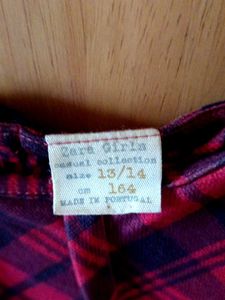 Zara Girls
casual collection
size 13/14
cm 164
MADE IN PORTUGAL